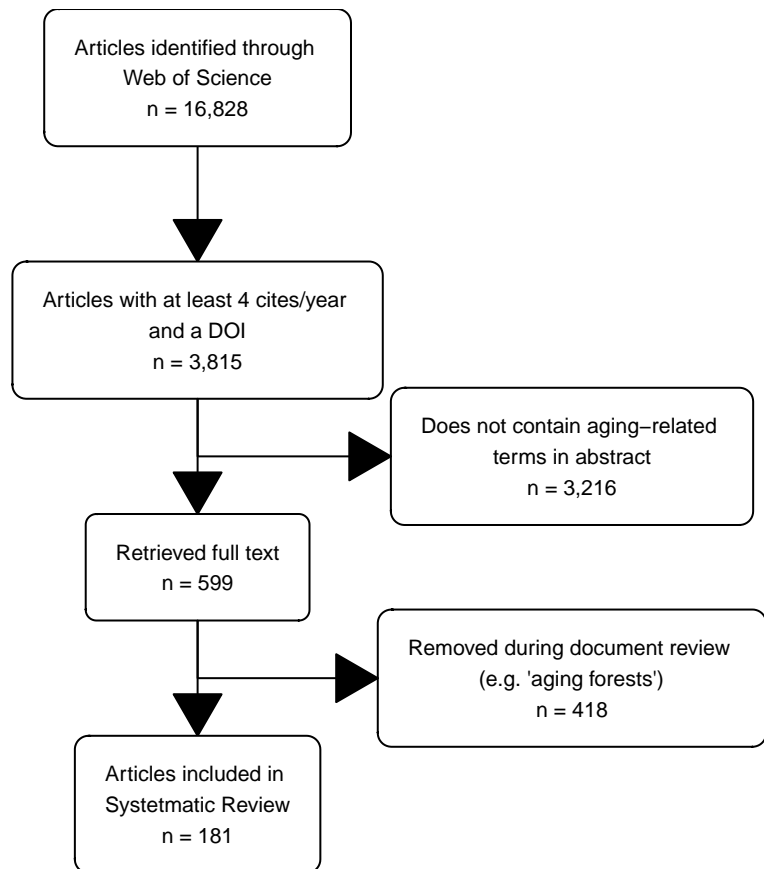 Articles identified through
Web of Science
n = 16,828
Articles with at least 4 cites/year
and a DOI
n = 3,815
Does not contain aging−related
terms in abstract
n = 3,216
Retrieved full text
n = 599
Removed during document review
(e.g. 'aging forests')
n = 418
Articles included in
Systetmatic Review
n = 181